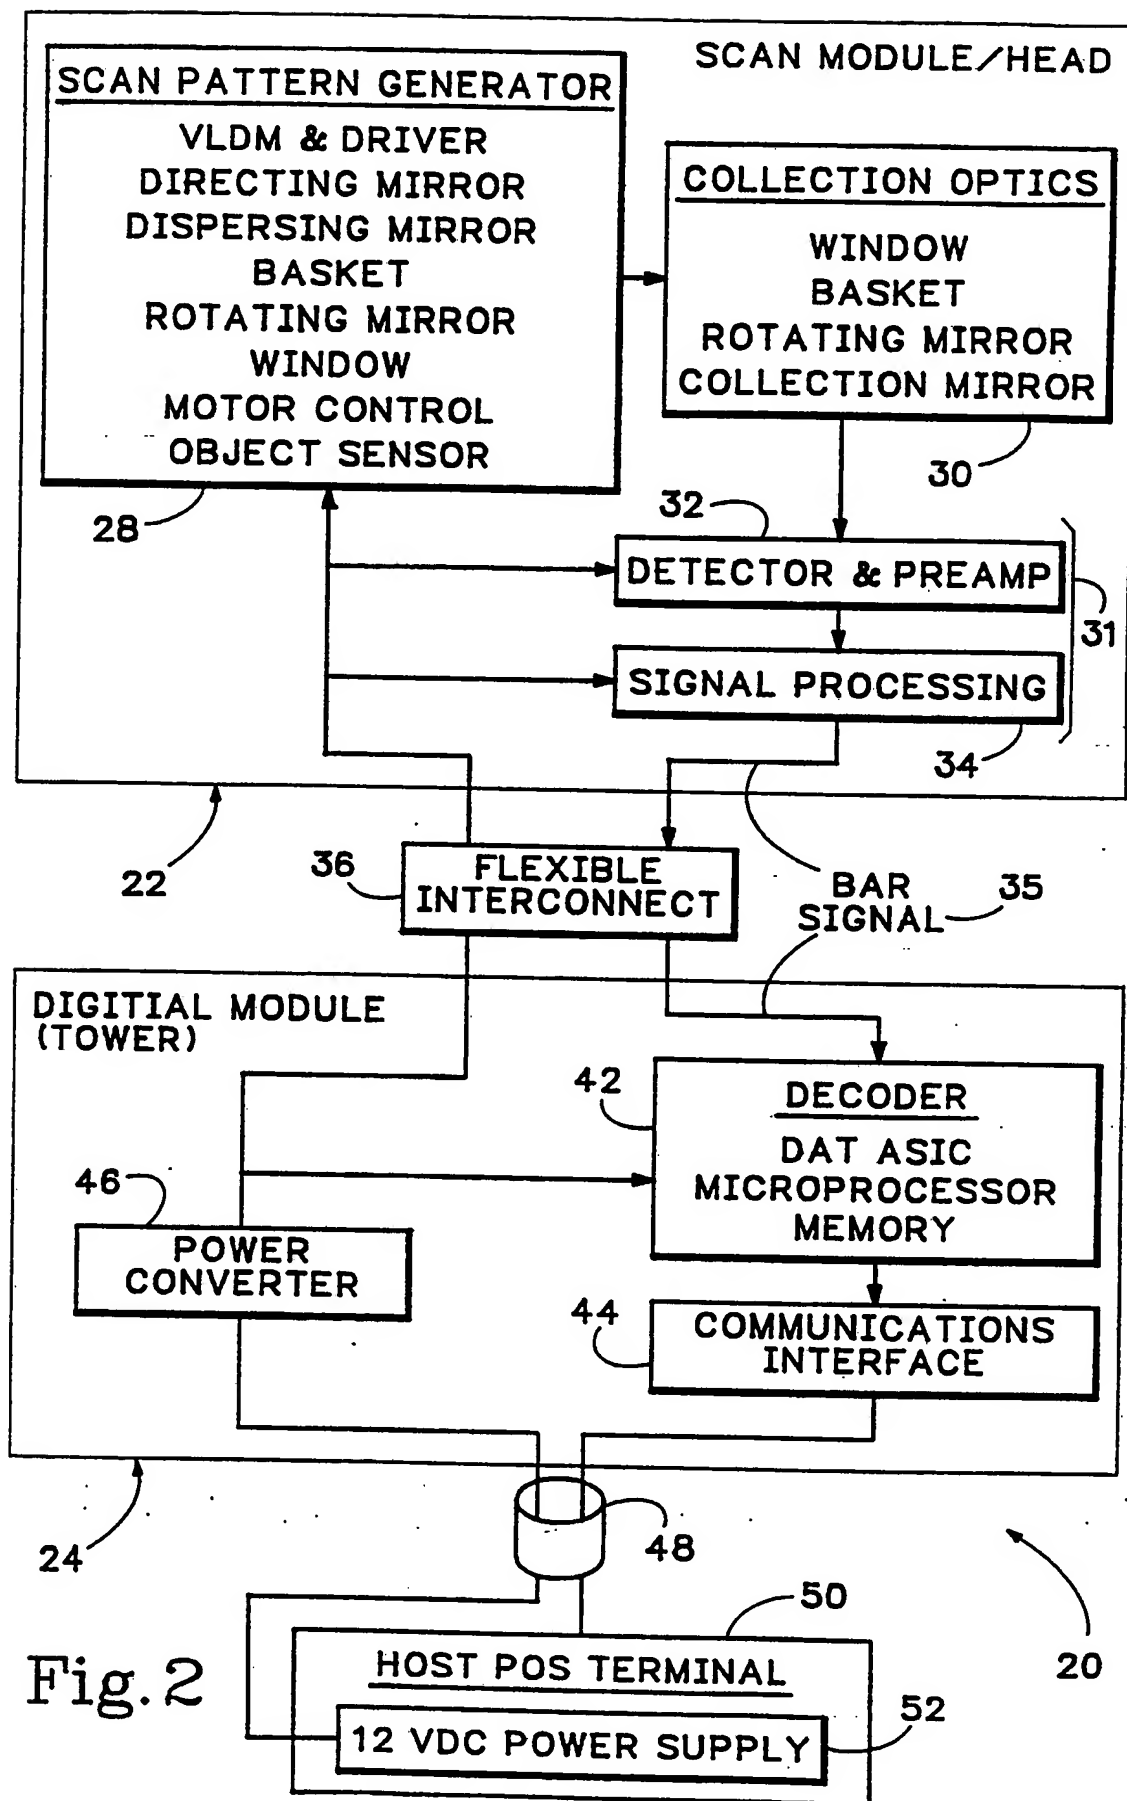 SCAN MODULE/HEAD
SCAN PATTERN GENERATOR
VLDM & DRIVER
DIRECTING MIRROR
DISPERSING MIRROR
BASKET
ROTATING MIRROR
WINDOW
MOTOR CONTROL
OBJECT SENSOR
COLLECTION OPTICS
WINDOW
BASKET
ROTATING MIRROR
COLLECTION MIRROR
28
30
32
DETECTOR & PREAMP
31
SIGNAL PROCESSING
34
22
36
FLEXIBLE
INTERCONNECT
BAR
SIGNAL
35
DIGITIAL MODULE
(TOWER)
42
DECODER
DAT ASIC
MICROPROCESSOR
MEMORY
46
POWER
CONVERTER
44
COMMUNICATIONS
INTERFACE
24
48
20
50
HOST POS TERMINAL
52
12 VDC POWER SUPPLY
Fig. 2